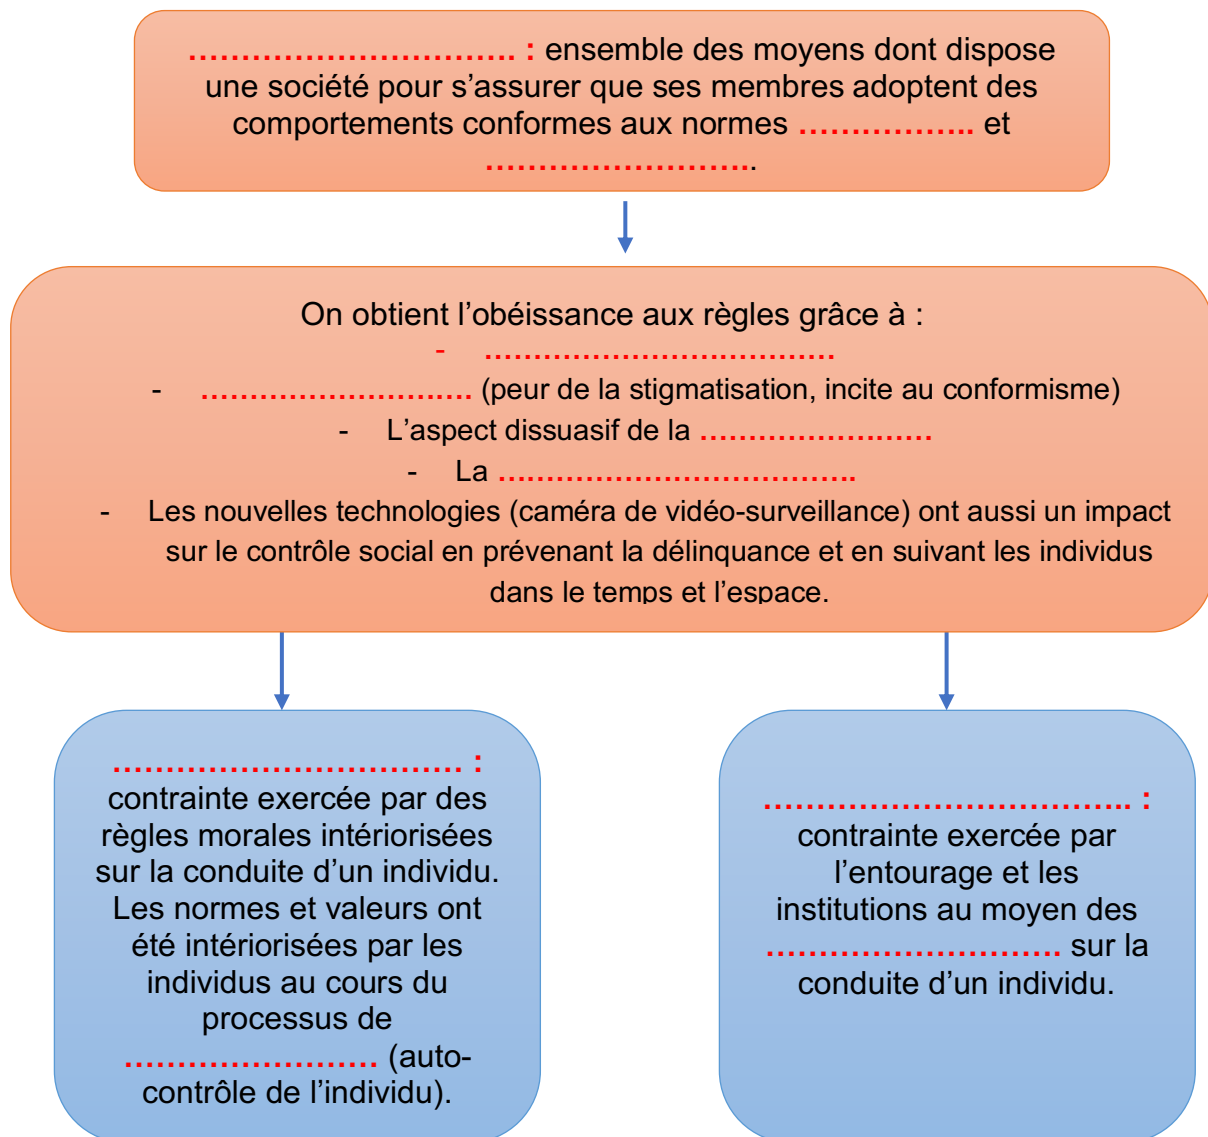 …………………………. : ensemble des moyens dont dispose
une société pour s’assurer que ses membres adoptent des
comportements conformes aux normes …………….. et
……………………..
On obtient l’obéissance aux règles grâce à :
- ………………………………
- ………………………. (peur de la stigmatisation, incite au conformisme)
- L’aspect dissuasif de la ……………………
- La ……………………………….
- Les nouvelles technologies (caméra de vidéo-surveillance) ont aussi un impact
sur le contrôle social en prévenant la délinquance et en suivant les individus
dans le temps et l’espace.
…………………………… :
contrainte exercée par des
règles morales intériorisées
sur la conduite d’un individu.
Les normes et valeurs ont
été intériorisées par les
individus au cours du
processus de
…………………… (auto-
contrôle de l’individu).
…………………………….. :
contrainte exercée par
l’entourage et les
institutions au moyen des
………………………. sur la
conduite d’un individu.